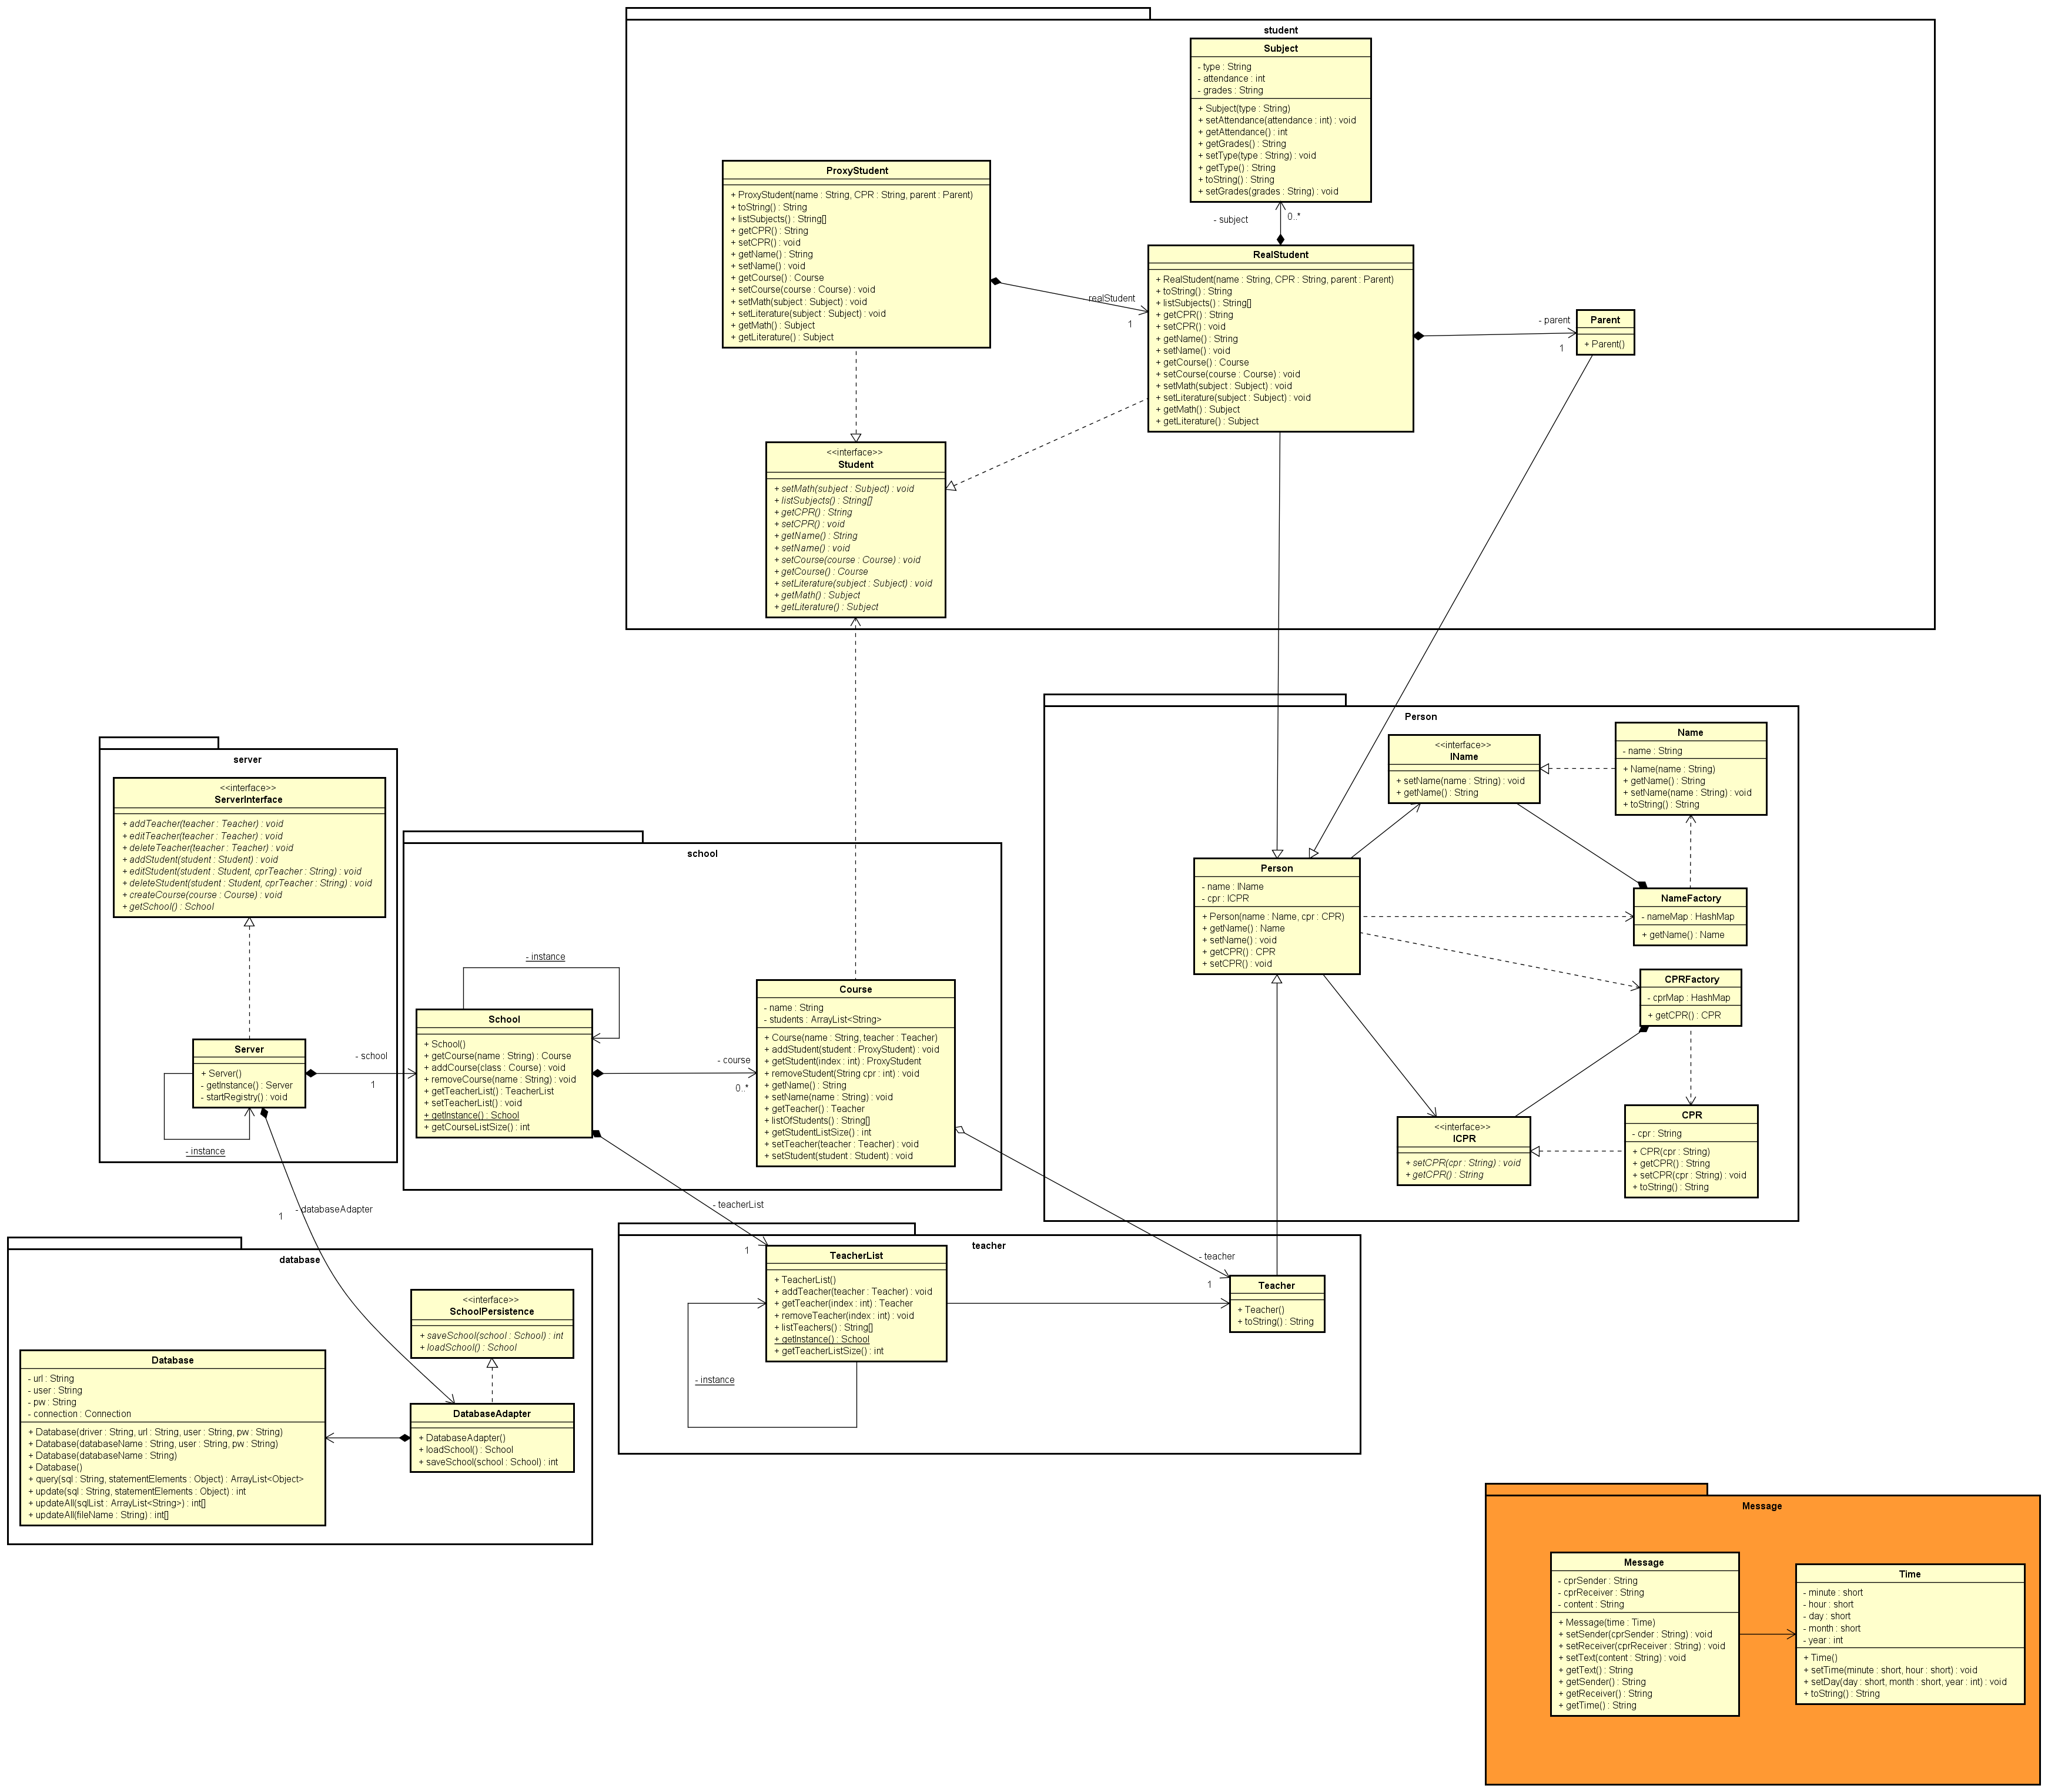 student
Subject
- type : String
- attendance : int
- grades : String
+ Subject(type : String)
+ setAttendance(attendance : int) : void
+ getAttendance() : int
+ getGrades() : String
+ setType(type : String) : void
+ getType() : String
+ toString() : String
+ setGrades(grades : String) : void
- subject
0..*
ProxyStudent
+ ProxyStudent(name : String, CPR : String, parent : Parent)
+ toString() : String
+ listSubjects() : String[]
+ getCPR() : String
+ setCPR() : void
+ getName() : String
+ setName() : void
+ getCourse() : Course
+ setCourse(course : Course) : void
+ setMath(subject : Subject) : void
+ setLiterature(subject : Subject) : void
+ getMath() : Subject
+ getLiterature() : Subject
realStudent
1
RealStudent
+ RealStudent(name : String, CPR : String, parent : Parent)
+ toString() : String
+ listSubjects() : String[]
+ getCPR() : String
+ setCPR() : void
+ getName() : String
+ setName() : void
+ getCourse() : Course
+ setCourse(course : Course) : void
+ setMath(subject : Subject) : void
+ setLiterature(subject : Subject) : void
+ getMath() : Subject
+ getLiterature() : Subject
- parent
1
Parent
+ Parent()
<<interface>>
Student
+ setMath(subject : Subject) : void
+ listSubjects() : String[]
+ getCPR() : String
+ setCPR() : void
+ getName() : String
+ setName() : void
+ setCourse(course : Course) : void
+ getCourse() : Course
+ setLiterature(subject : Subject) : void
+ getMath() : Subject
+ getLiterature() : Subject
Person
<<interface>>
IName
+ setName(name : String) : void
+ getName() : String
Name
- name : String
+ Name(name : String)
+ getName() : String
+ setName(name : String) : void
+ toString() : String
Person
- name : IName
- cpr : ICPR
+ Person(name : Name, cpr : CPR)
+ getName() : Name
+ setName() : void
+ getCPR() : CPR
+ setCPR() : void
NameFactory
- nameMap : HashMap
+ getName() : Name
CPRFactory
- cprMap : HashMap
+ getCPR() : CPR
<<interface>>
ICPR
+ setCPR(cpr : String) : void
+ getCPR() : String
CPR
- cpr : String
+ CPR(cpr : String)
+ getCPR() : String
+ setCPR(cpr : String) : void
+ toString() : String
server
<<interface>>
ServerInterface
+ addTeacher(teacher : Teacher) : void
+ editTeacher(teacher : Teacher) : void
+ deleteTeacher(teacher : Teacher) : void
+ addStudent(student : Student) : void
+ editStudent(student : Student, cprTeacher : String) : void
+ deleteStudent(student : Student, cprTeacher : String) : void
+ createCourse(course : Course) : void
+ getSchool() : School
Server
+ Server()
- getInstance() : Server
- startRegistry() : void
- instance
- school
1
- databaseAdapter
1
school
- instance
School
+ School()
+ getCourse(name : String) : Course
+ addCourse(class : Course) : void
+ removeCourse(name : String) : void
+ getTeacherList() : TeacherList
+ setTeacherList() : void
+ getInstance() : School
+ getCourseListSize() : int
- course
0..*
Course
- name : String
- students : ArrayList<String>
+ Course(name : String, teacher : Teacher)
+ addStudent(student : ProxyStudent) : void
+ getStudent(index : int) : ProxyStudent
+ removeStudent(String cpr : int) : void
+ getName() : String
+ setName(name : String) : void
+ getTeacher() : Teacher
+ listOfStudents() : String[]
+ getStudentListSize() : int
+ setTeacher(teacher : Teacher) : void
+ setStudent(student : Student) : void
- teacherList
1
- teacher
1
teacher
TeacherList
+ TeacherList()
+ addTeacher(teacher : Teacher) : void
+ getTeacher(index : int) : Teacher
+ removeTeacher(index : int) : void
+ listTeachers() : String[]
+ getInstance() : School
+ getTeacherListSize() : int
- instance
Teacher
+ Teacher()
+ toString() : String
database
<<interface>>
SchoolPersistence
+ saveSchool(school : School) : int
+ loadSchool() : School
Database
- url : String
- user : String
- pw : String
- connection : Connection
+ Database(driver : String, url : String, user : String, pw : String)
+ Database(databaseName : String, user : String, pw : String)
+ Database(databaseName : String)
+ Database()
+ query(sql : String, statementElements : Object) : ArrayList<Object>
+ update(sql : String, statementElements : Object) : int
+ updateAll(sqlList : ArrayList<String>) : int[]
+ updateAll(fileName : String) : int[]
DatabaseAdapter
+ DatabaseAdapter()
+ loadSchool() : School
+ saveSchool(school : School) : int
Message
Message
- cprSender : String
- cprReceiver : String
- content : String
+ Message(time : Time)
+ setSender(cprSender : String) : void
+ setReceiver(cprReceiver : String) : void
+ setText(content : String) : void
+ getText() : String
+ getSender() : String
+ getReceiver() : String
+ getTime() : String
Time
- minute : short
- hour : short
- day : short
- month : short
- year : int
+ Time()
+ setTime(minute : short, hour : short) : void
+ setDay(day : short, month : short, year : int) : void
+ toString() : String